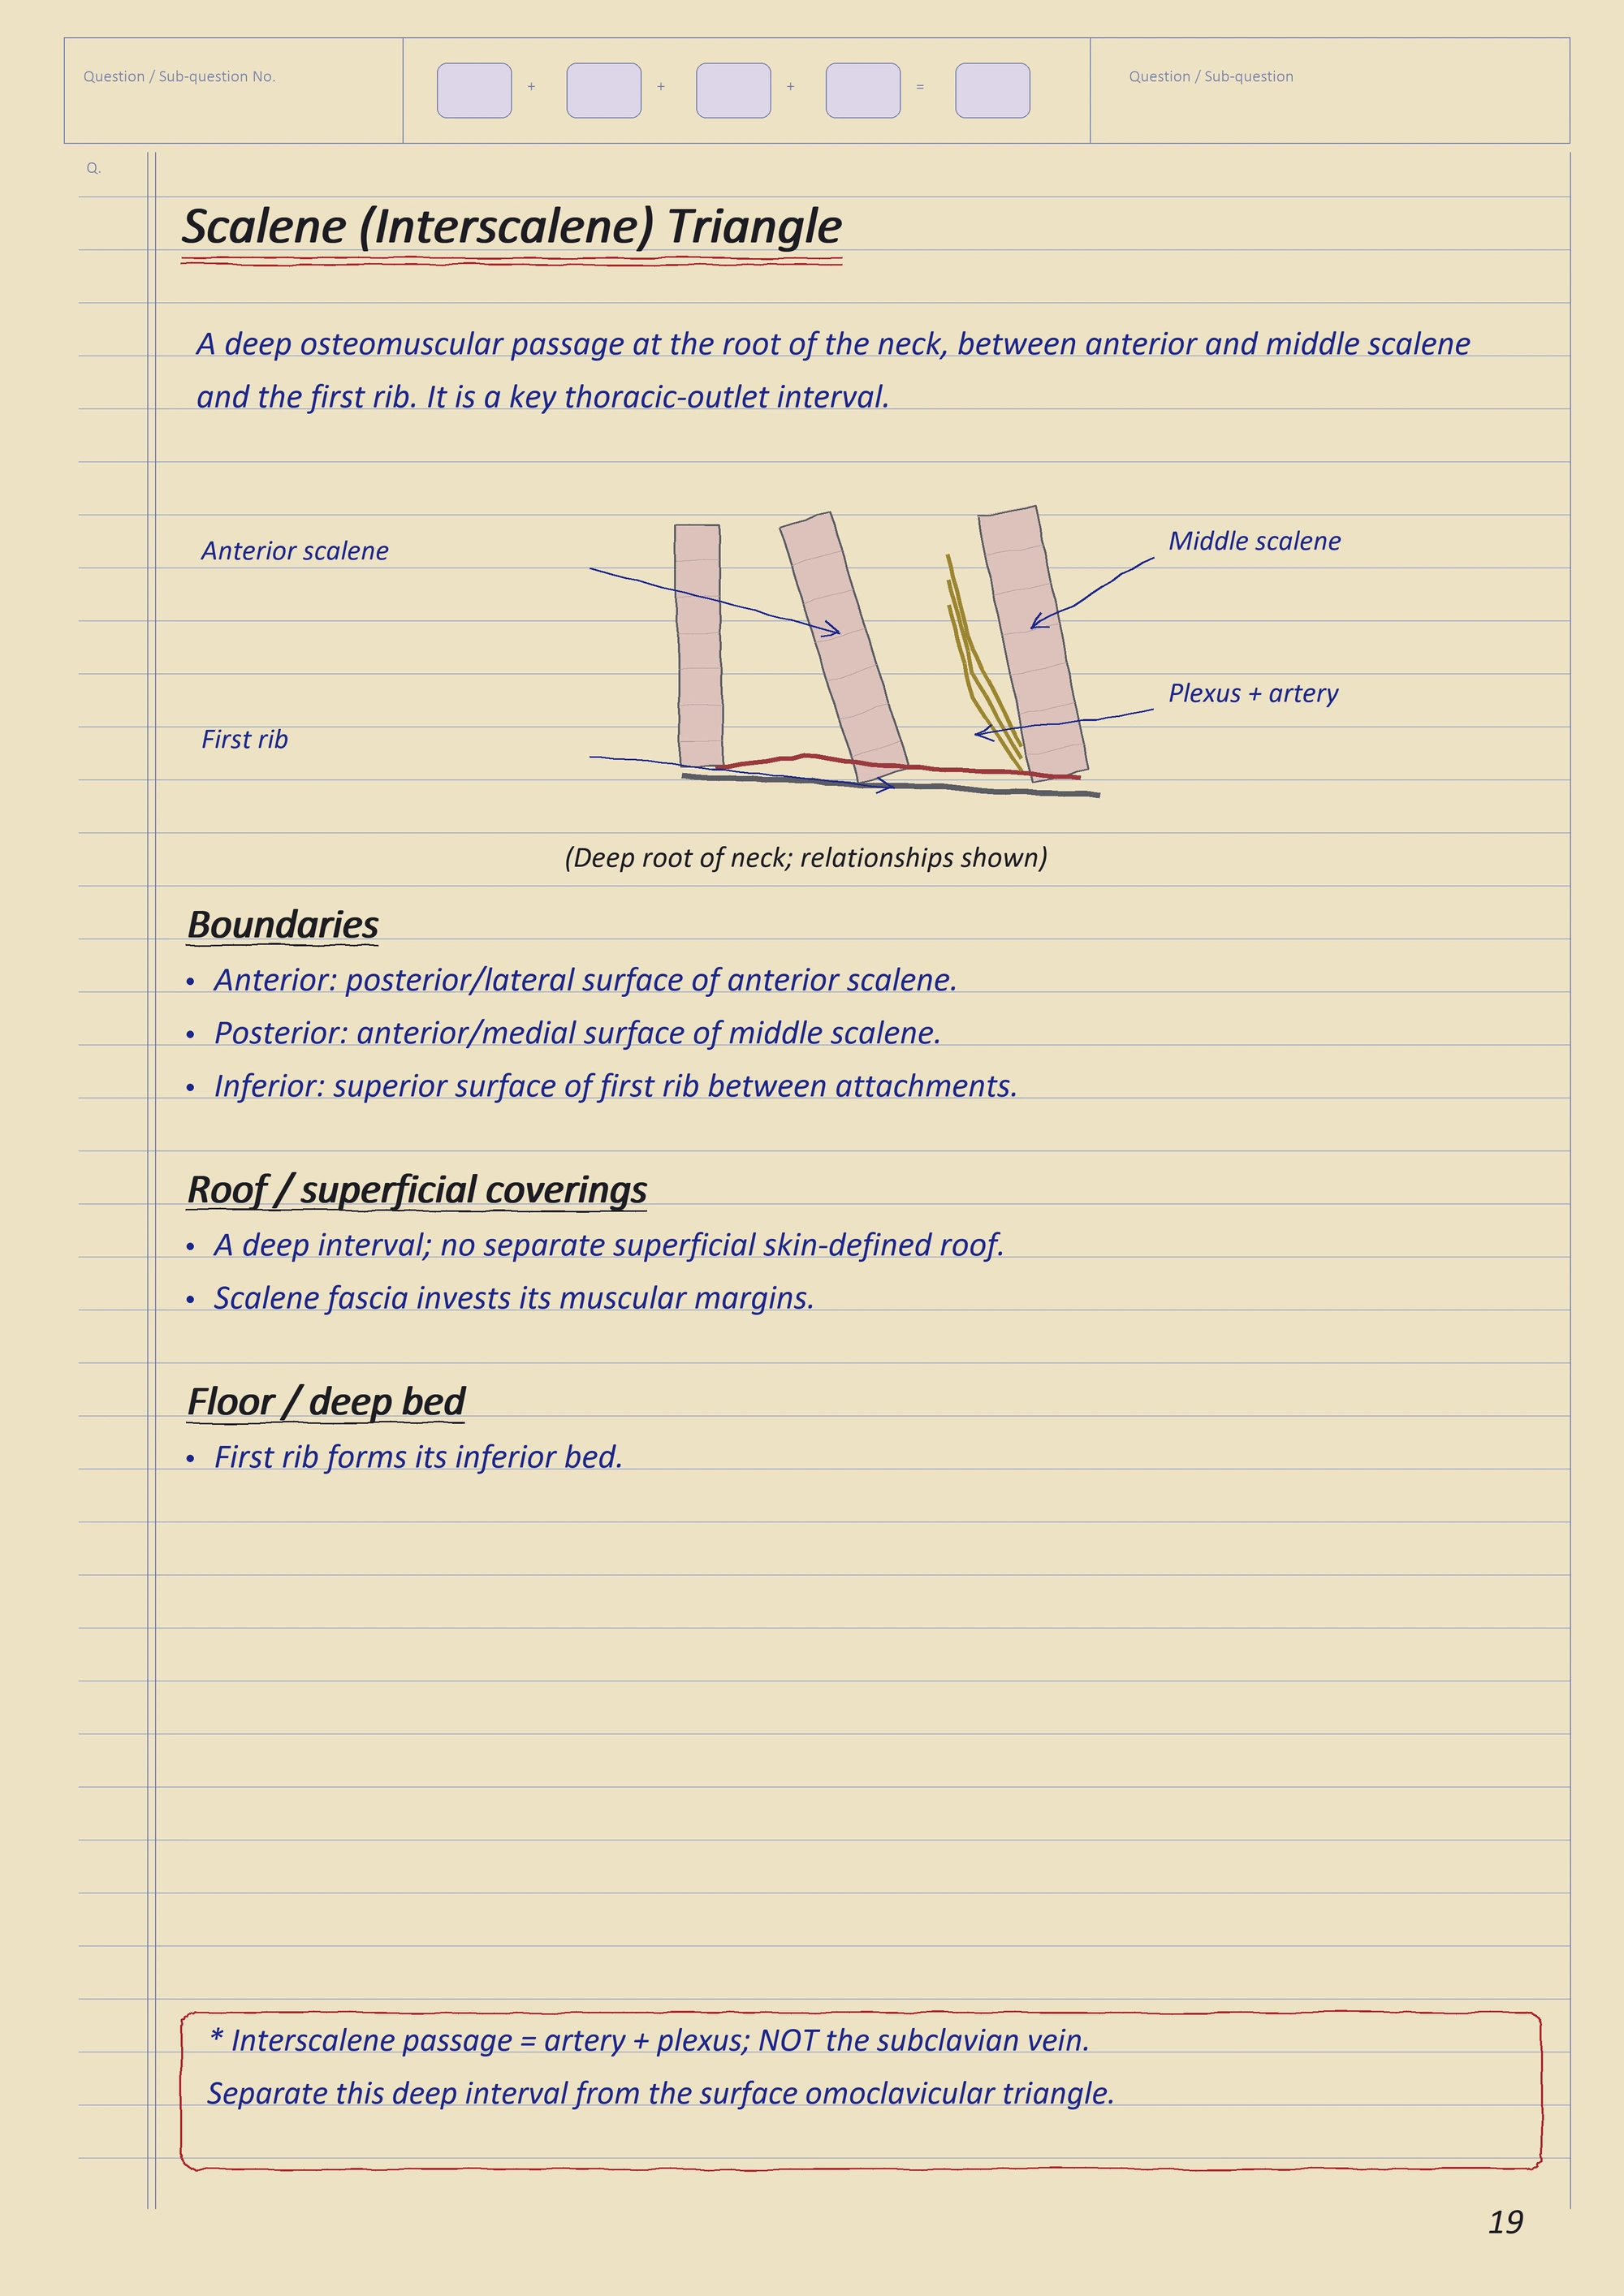 Question / Sub-question No.
+ + + =
Question / Sub-question
Q.
Scalene (Interscalene) Triangle
A deep osteomuscular passage at the root of the neck, between anterior and middle scalene
and the first rib. It is a key thoracic-outlet interval.
Anterior scalene
Middle scalene
Plexus + artery
First rib
(Deep root of neck; relationships shown)
Boundaries
• Anterior: posterior/lateral surface of anterior scalene.
• Posterior: anterior/medial surface of middle scalene.
• Inferior: superior surface of first rib between attachments.
Roof / superficial coverings
• A deep interval; no separate superficial skin-defined roof.
• Scalene fascia invests its muscular margins.
Floor / deep bed
• First rib forms its inferior bed.
* Interscalene passage = artery + plexus; NOT the subclavian vein.
Separate this deep interval from the surface omoclavicular triangle.
19